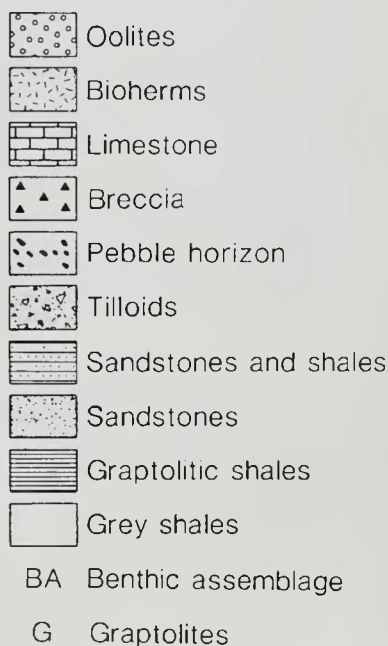 Oolites
Bioherms
Limestone
Breccia
Pebble horizon
Tilloids
Sandstones and shales
Sandstones
Graptolitic shales
Grey shales
BA Benthic assemblage
G Graptolites